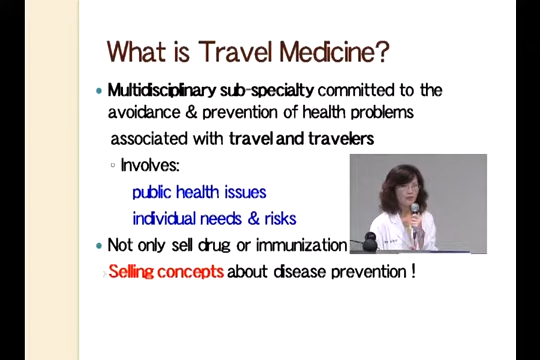 What is Travel Medicine?
Multidisciplinary sub-specialty committed to the
avoidance & prevention of health problems
associated with travel and travelers
Involves:
public health issues
individual needs & risks
Not only sell drug or immunization
Selling concepts about disease prevention !